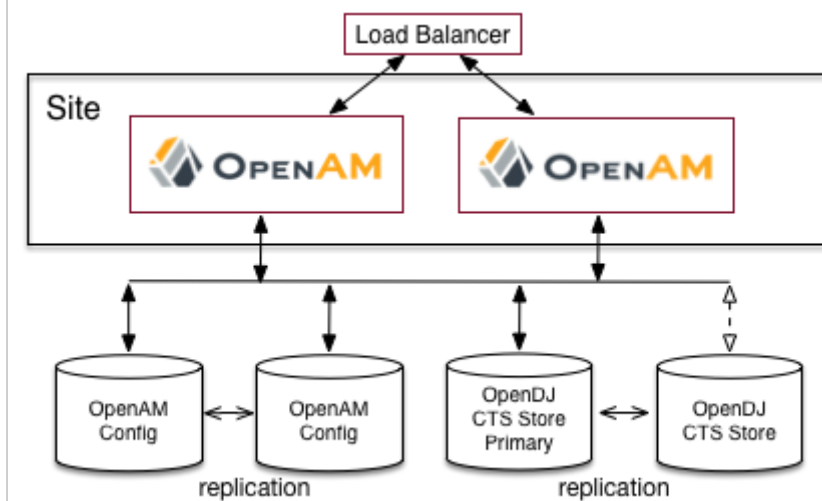 Load Balancer
Site
OPENAM
OPENAM
OpenAM
Config
OpenAM
Config
OpenDJ
CTS Store
Primary
OpenDJ
CTS Store
replication
replication